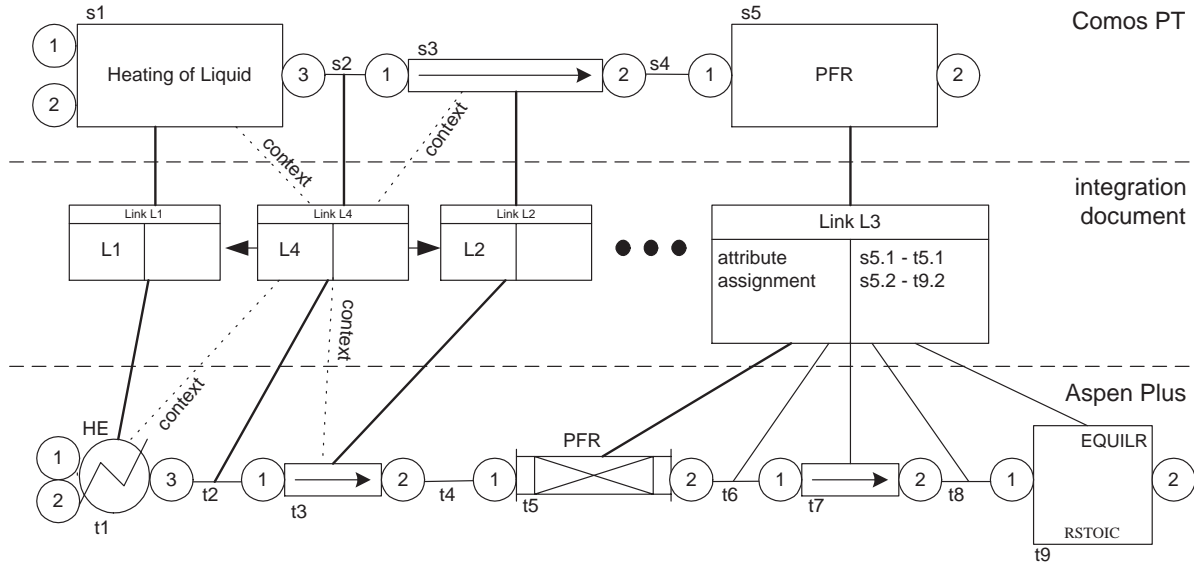 s1
s5
Comos PT
1
2
Heating of Liquid
3
s2
1
s3
2
s4
1
PFR
2
context
context
integration
document
Link L1
L1
Link L4
L4
Link L2
L2
Link L3
attribute
assignment
s5.1 - t5.1
s5.2 - t9.2
context
context
Aspen Plus
HE
1
2
t1
3
t2
1
t3
2
t4
1
PFR
t5
2
t6
1
t7
2
t8
1
EQUILR
RSTOIC
t9
2